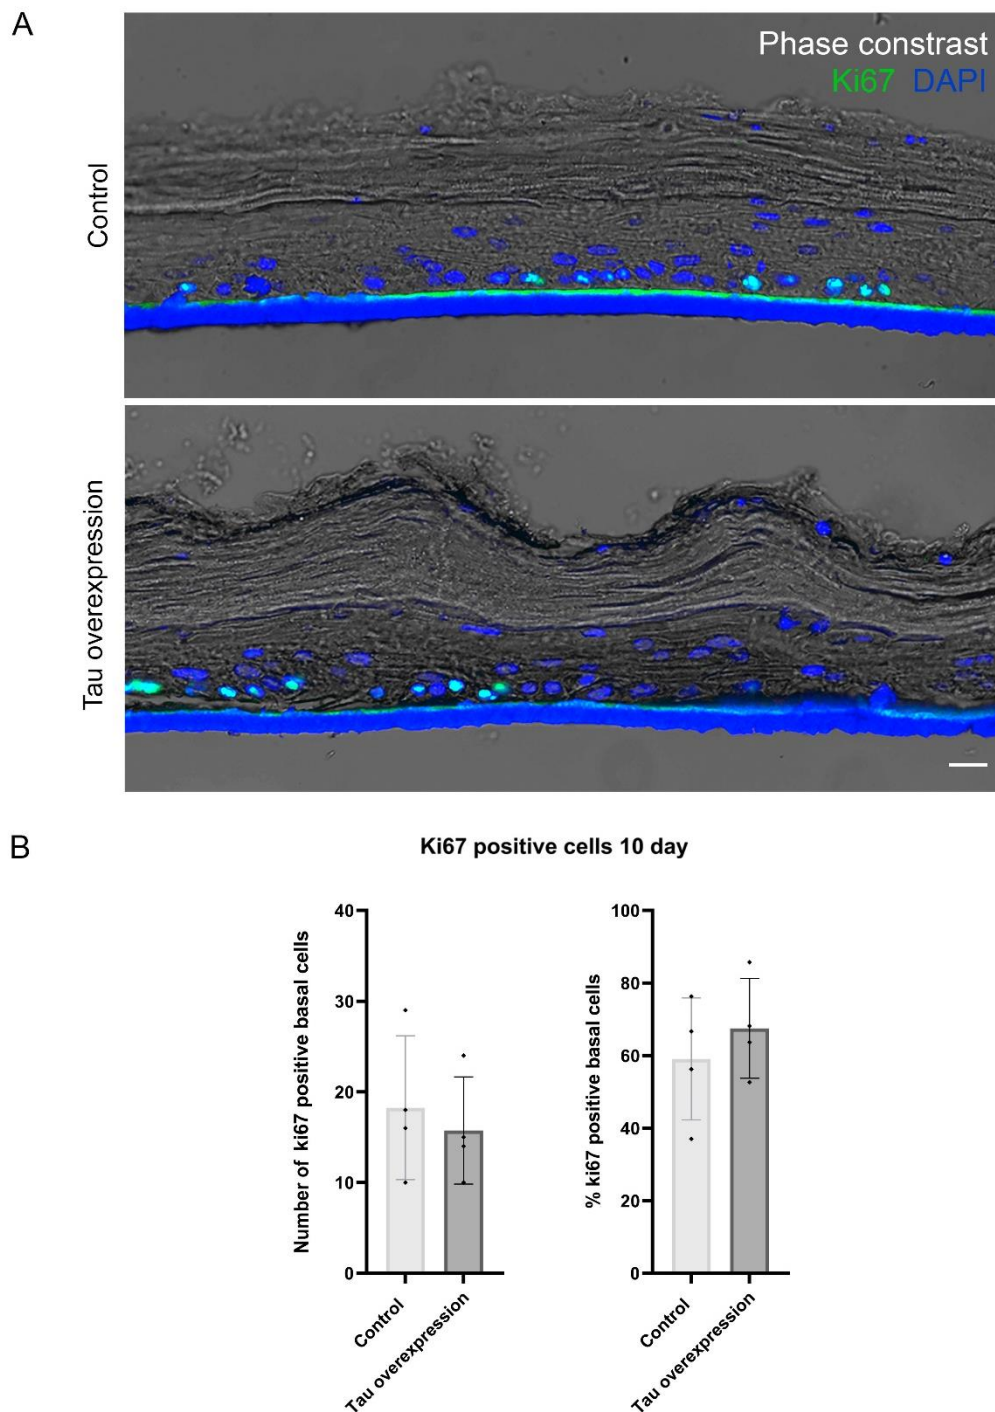 A
Phase constrast
Ki67 DAPI
Control
Tau overexpression
B
Ki67 positive cells 10 day
Number of ki67 positive basal cells
40
30
20
10
0
Control
Tau overexpression
% ki67 positive basal cells
100
80
60
40
20
0
Control
Tau overexpression